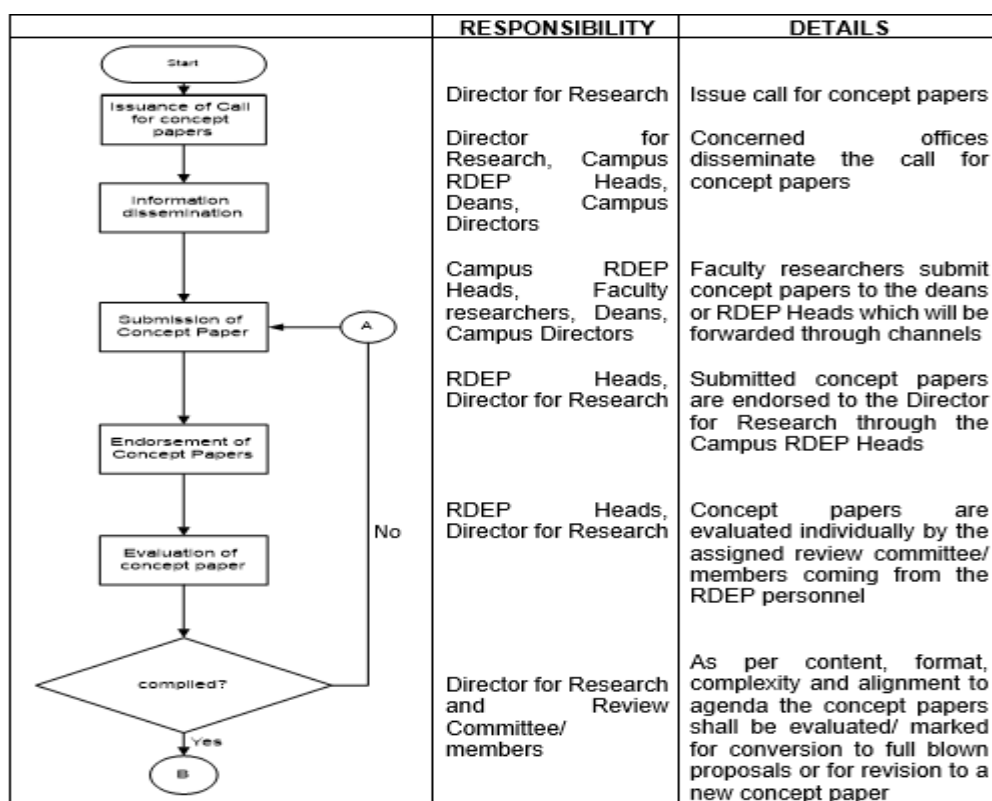 RESPONSIBILITY DETAILS
Start
Issuance of Call
for concept
papers
Director for Research
Issue call for concept papers
Information
dissemination
Director for
Research, Campus
RDEP Heads,
Deans, Campus
Directors
Concerned offices
disseminate the call for
concept papers
Submission of
Concept Paper
A
Campus RDEP
Heads, Faculty
researchers, Deans,
Campus Directors
Faculty researchers submit
concept papers to the deans
or RDEP Heads which will be
forwarded through channels
Endorsement of
Concept Papers
RDEP Heads,
Director for Research
Submitted concept papers
are endorsed to the Director
for Research through the
Campus RDEP Heads
Evaluation of
concept paper
No
RDEP Heads,
Director for Research
Concept papers are
evaluated individually by the
assigned review committee/
members coming from the
RDEP personnel
complied?
Yes
B
Director for Research
and Review
Committee/
members
As per content, format,
complexity and alignment to
agenda the concept papers
shall be evaluated/ marked
for conversion to full blown
proposals or for revision to a
new concept paper